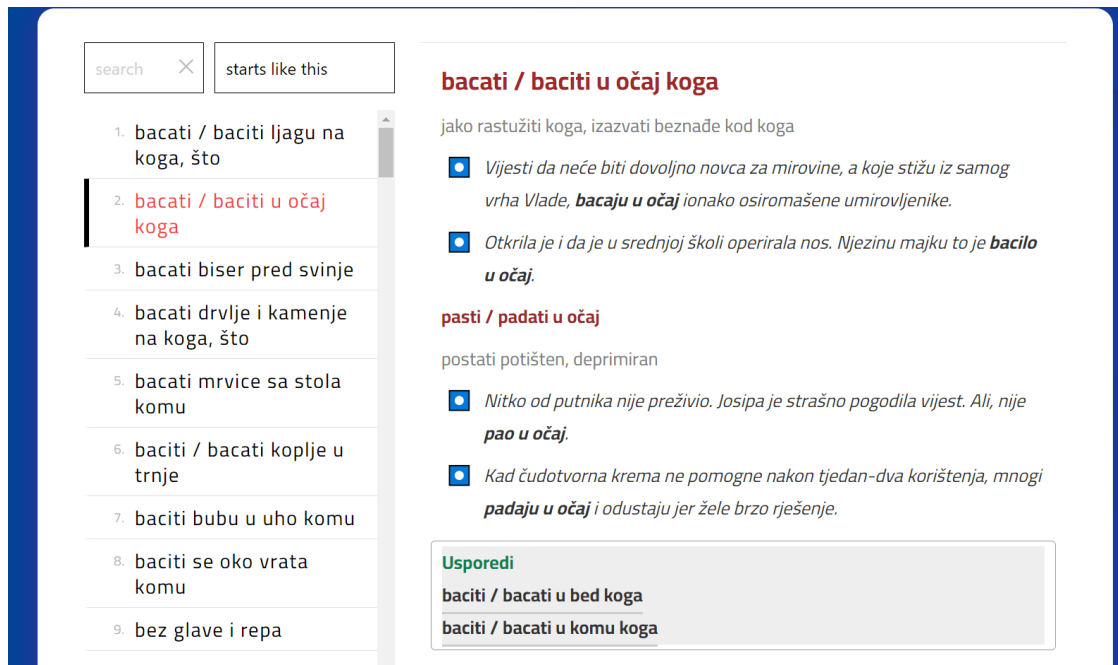 search
starts like this
1. bacati / baciti ljagu na
koga, što
2. bacati / baciti u očaj
koga
3. bacati biser pred svinje
4. bacati drvlje i kamenje
na koga, što
5. bacati mrvice sa stola
komu
6. baciti / bacati koplje u
trnje
7. baciti bubu u uho komu
8. baciti se oko vrata
komu
9. bez glave i repa
bacati / baciti u očaj koga
jako rastužiti koga, izazvati beznađe kod koga
Vijesti da neće biti dovoljno novca za mirovine, a koje stižu iz samog
vrha Vlade, bacaju u očaj ionako osiromašene umirovljenike.
Otkrila je i da je u srednjoj školi operirala nos. Njezinu majku to je bacilo
u očaj.
pasti / padati u očaj
postati potišten, deprimiran
Nitko od putnika nije preživio. Josipa je strašno pogodila vijest. Ali, nije
pao u očaj.
Kad čudotvorna krema ne pomogne nakon tjedan-dva korištenja, mnogi
padaju u očaj i odustaju jer žele brzo rješenje.
Usporedi
baciti / bacati u bed koga
baciti / bacati u komu koga